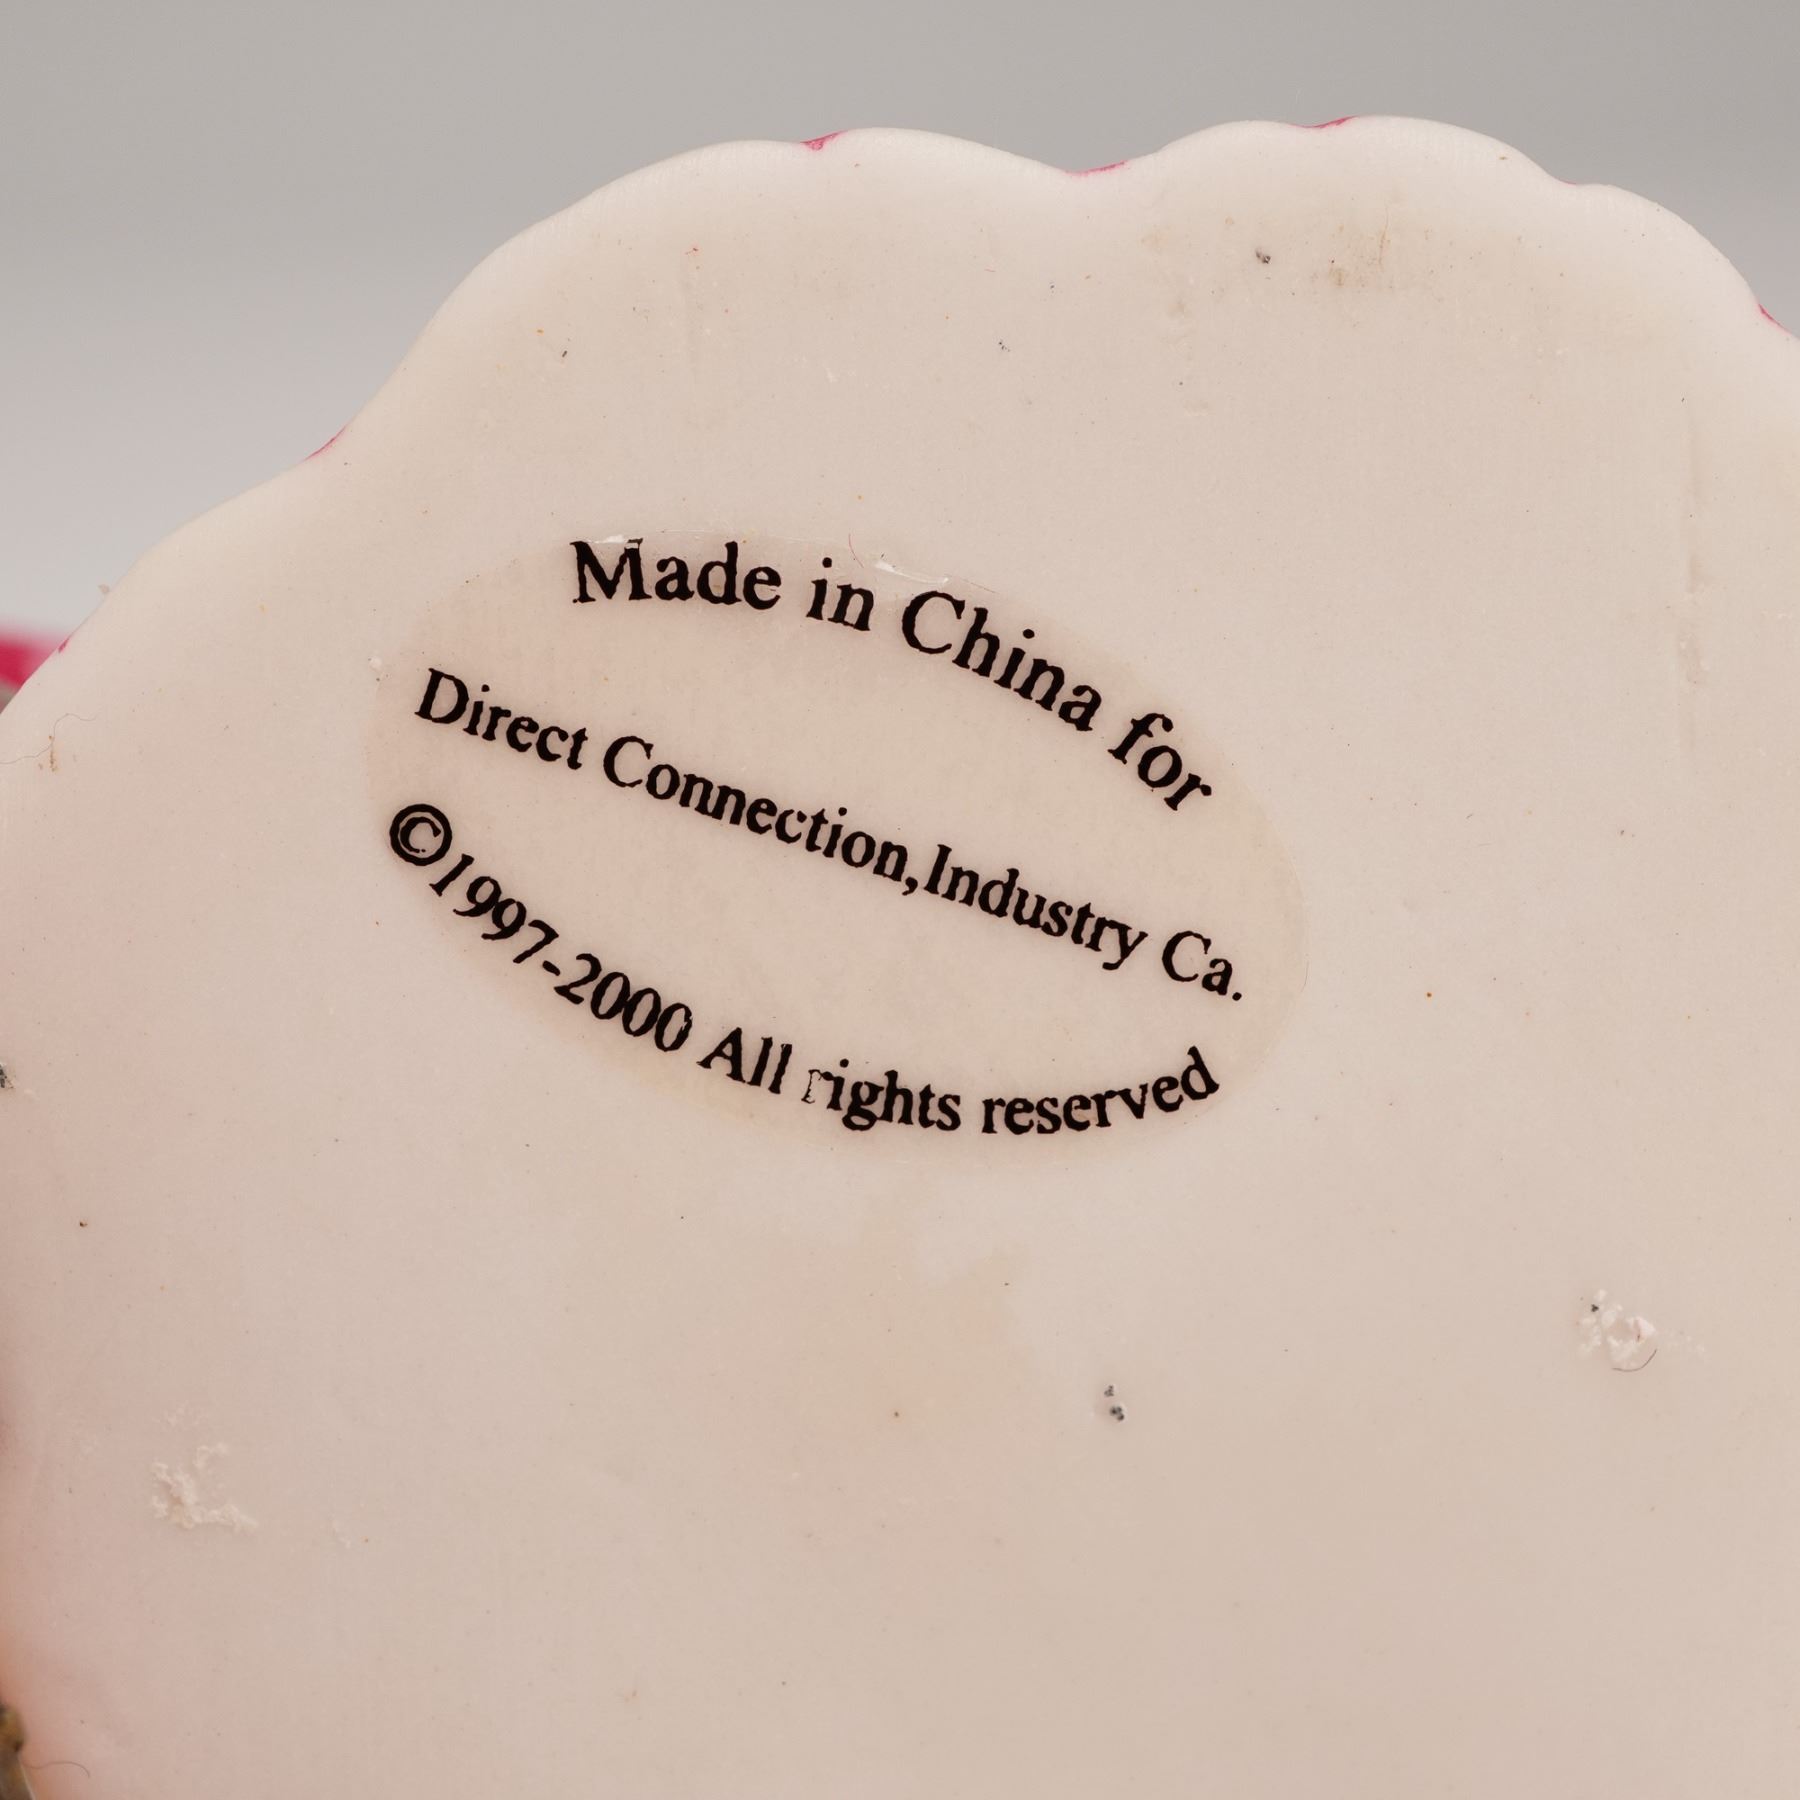 Made in China for
Direct Connection,Industry Ca.
©1997-2000 All rights reserved